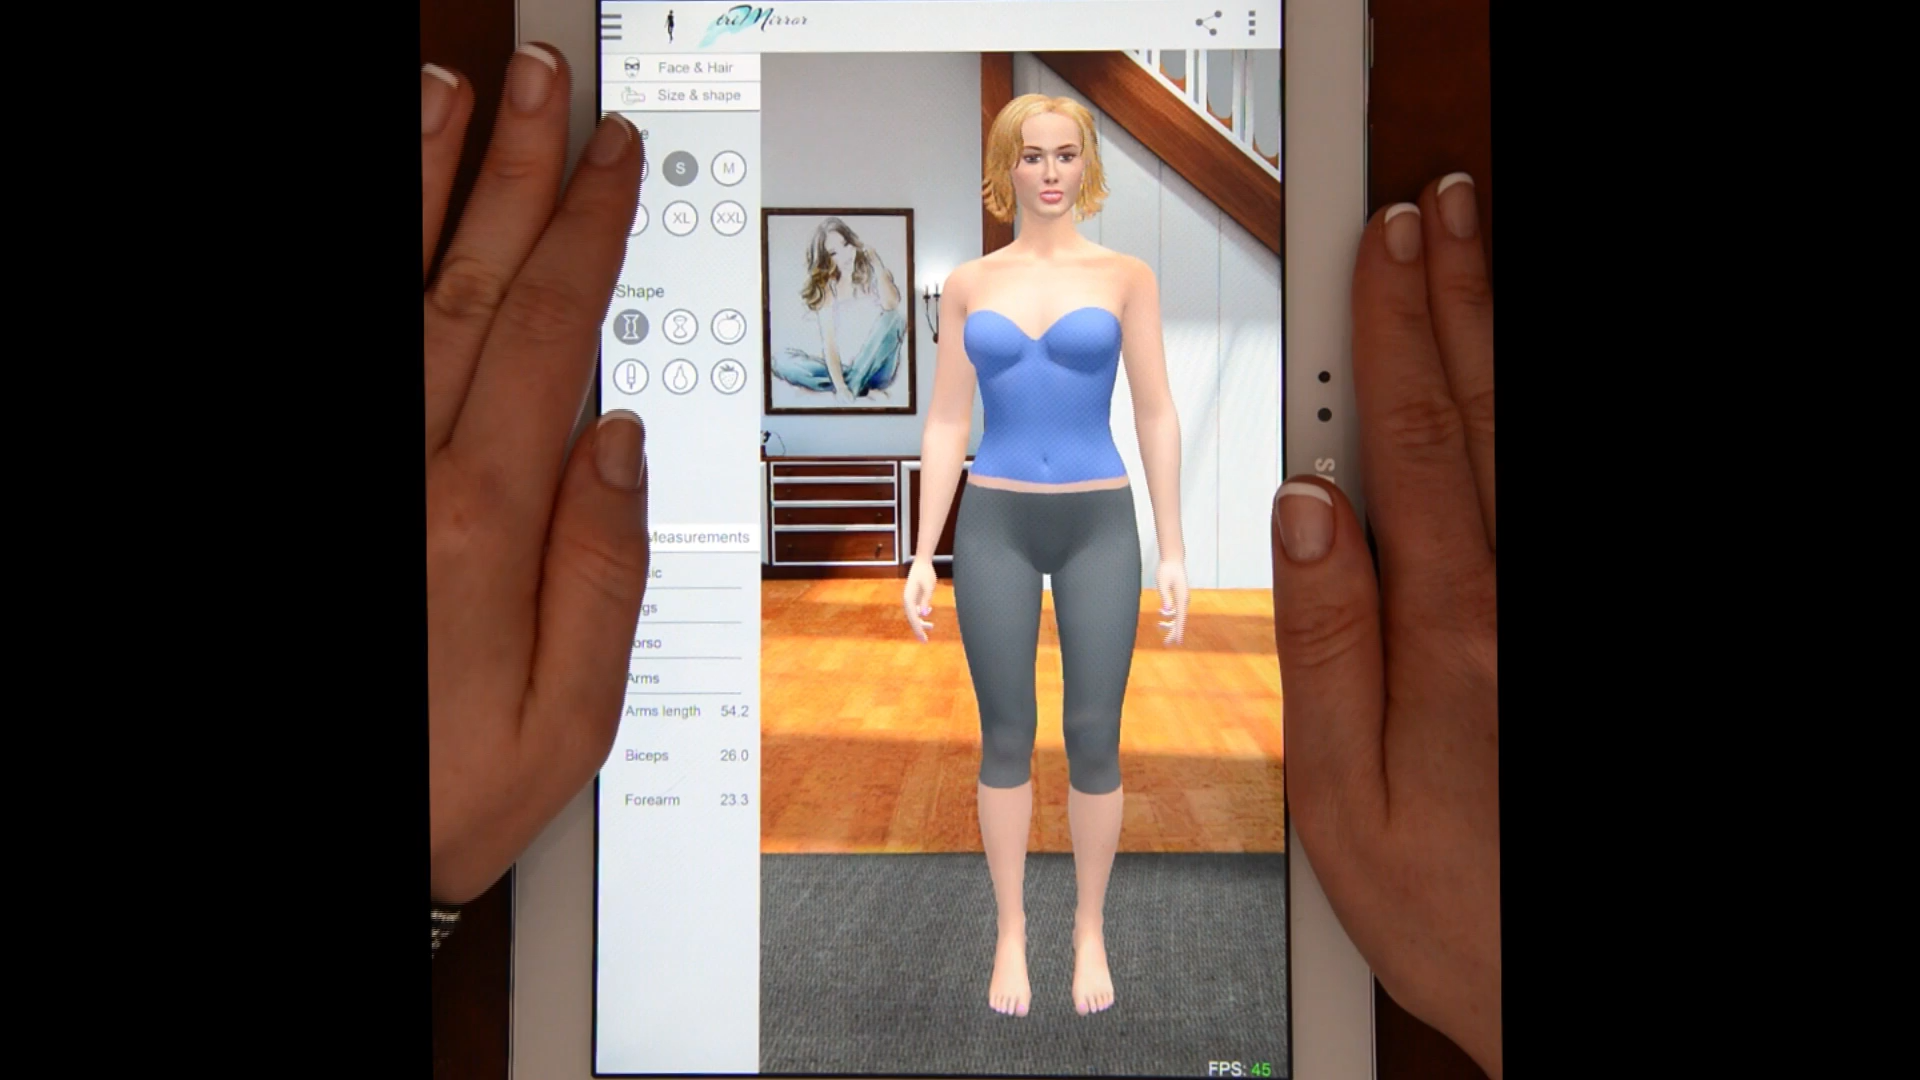 triMirror
Face & Hair
Size & shape
S
M
XL
XXL
Shape
Measurements
Arms
Arms length 54.2
Biceps 26.0
Forearm 23.3
FPS: 45